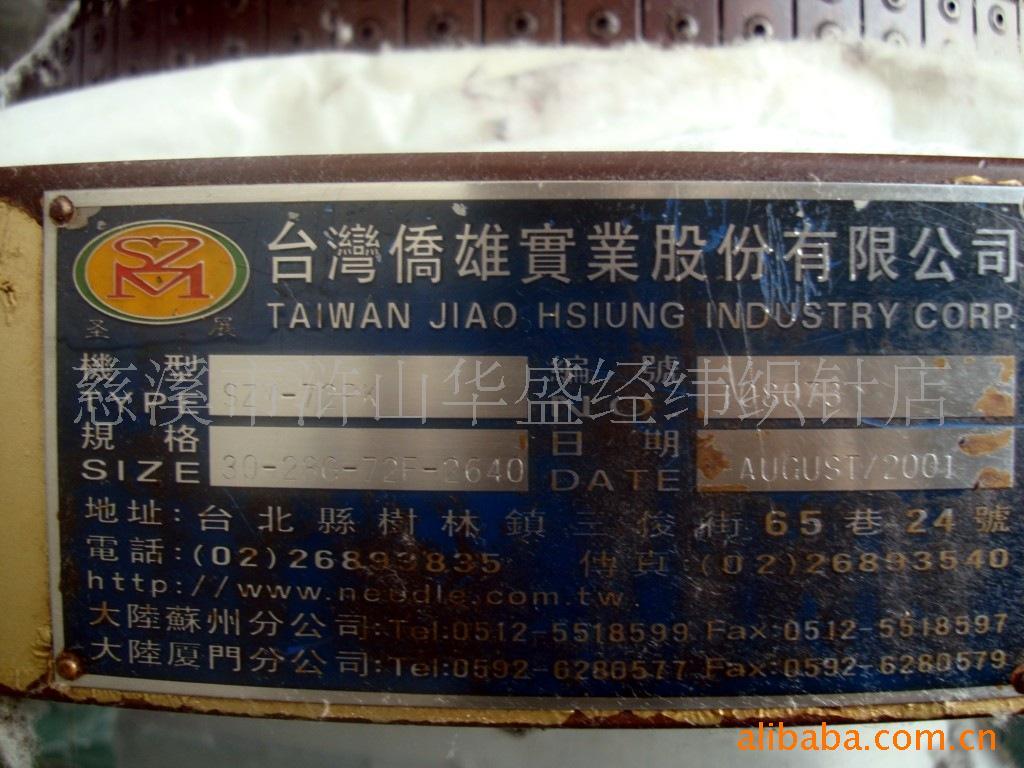 SZM
圣 展
台灣僑雄實業股份有限公司
TAIWAN JIAO HSIUNG INDUSTRY CORP.
機型 編號
TYPE NO
慈溪市浒山华盛经纬织针店
規格 30-28G-72F-2640 日期
SIZE DATE AUGUST/2001
地址:台北縣樹林鎮三俊街65巷24號
電話:(02)26893835 傳真:(02)26893540
http://www.needle.com.tw
大陸蘇州分公司:Tel:0512-5518599 Fax:0512-5518597
大陸廈門分公司:Tel:0592-6280577 Fax:0592-6280579
alibaba.com.cn